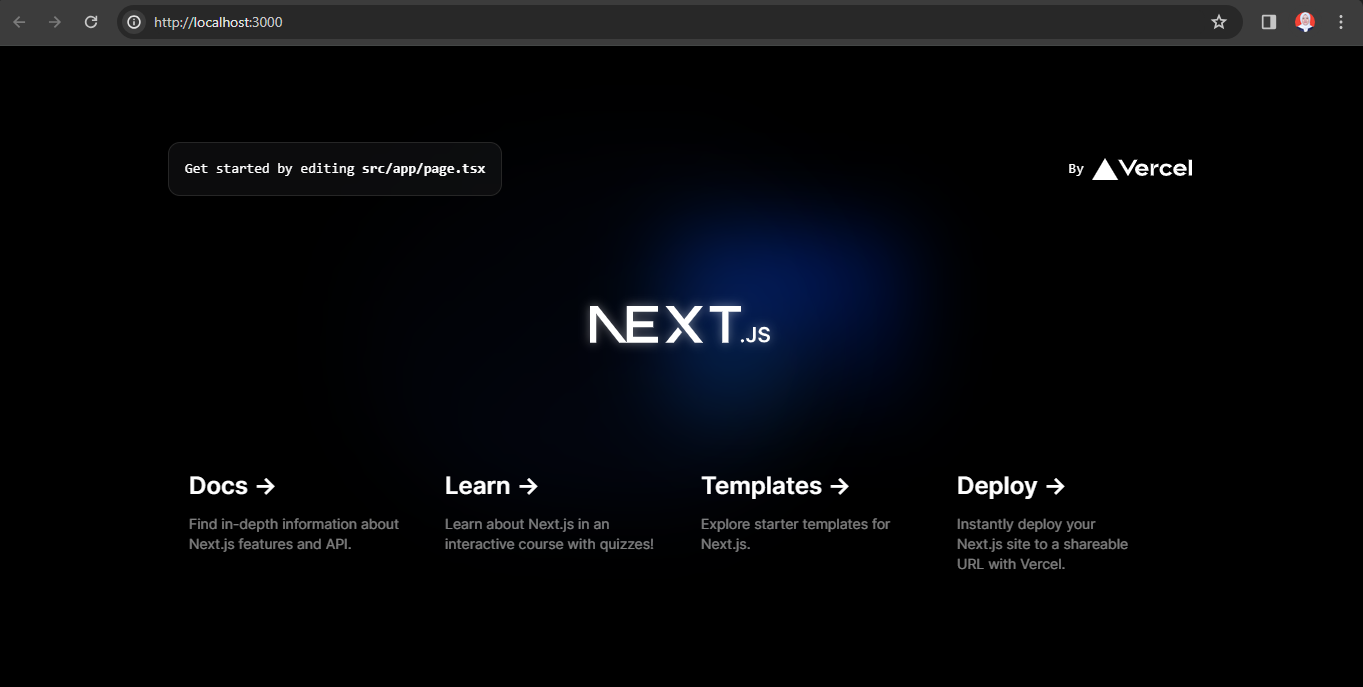 http://localhost:3000
Get started by editing src/app/page.tsx
By Vercel
NEXT.JS
Docs ->
Find in-depth information about
Next.js features and API.
Learn ->
Learn about Next.js in an
interactive course with quizzes!
Templates ->
Explore starter templates for
Next.js.
Deploy ->
Instantly deploy your
Next.js site to a shareable
URL with Vercel.